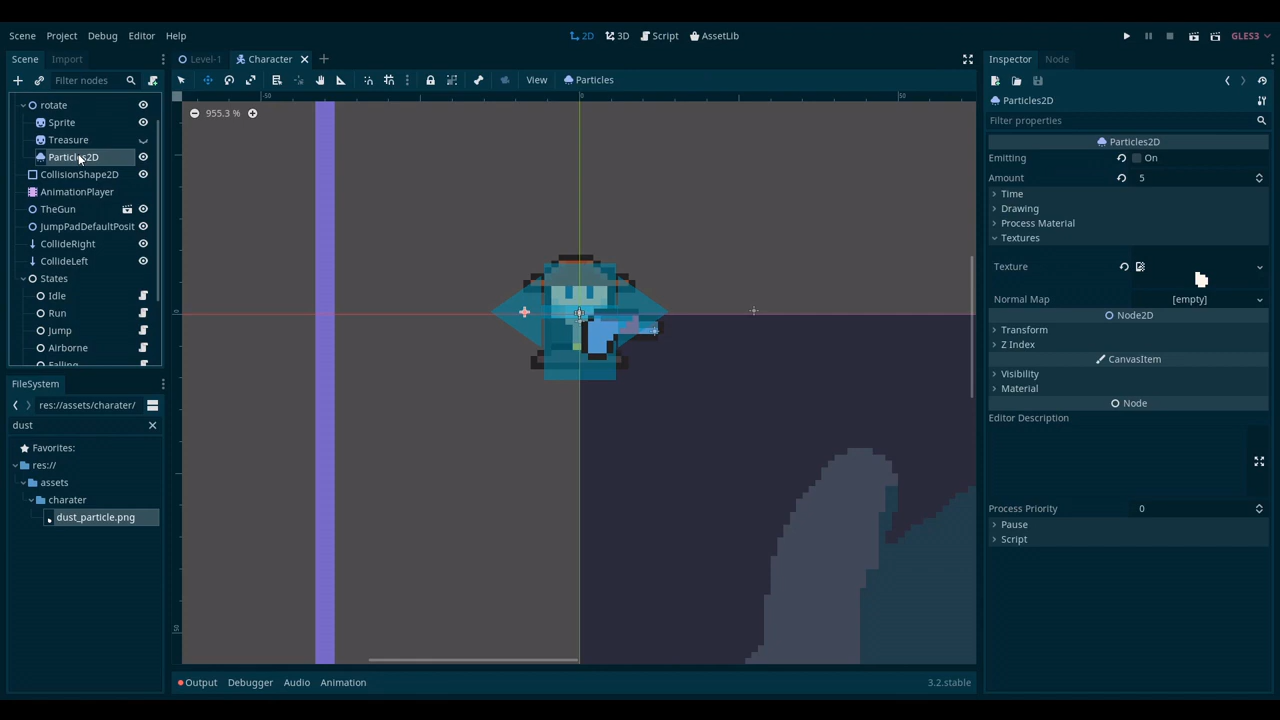 Scene Project Debug Editor Help
2D 3D Script AssetLib
GLES3
Scene Import
Filter nodes
rotate
Sprite
Treasure
Particles2D
CollisionShape2D
AnimationPlayer
TheGun
JumpPadDefaultPosit
CollideRight
CollideLeft
States
Idle
Run
Jump
Airborne
Falling
FileSystem
res://assets/charater/
dust
Favorites:
res://
assets
charater
dust_particle.png
Level-1 Character
View Particles
-50 0 50
955.3 %
0
50
Output Debugger Audio Animation 3.2.stable
Inspector Node
Particles2D
Filter properties
Particles2D
Emitting On
Amount 5
Time
Drawing
Process Material
Textures
Texture
Normal Map [empty]
Node2D
Transform
Z Index
CanvasItem
Visibility
Material
Node
Editor Description
Process Priority 0
Pause
Script